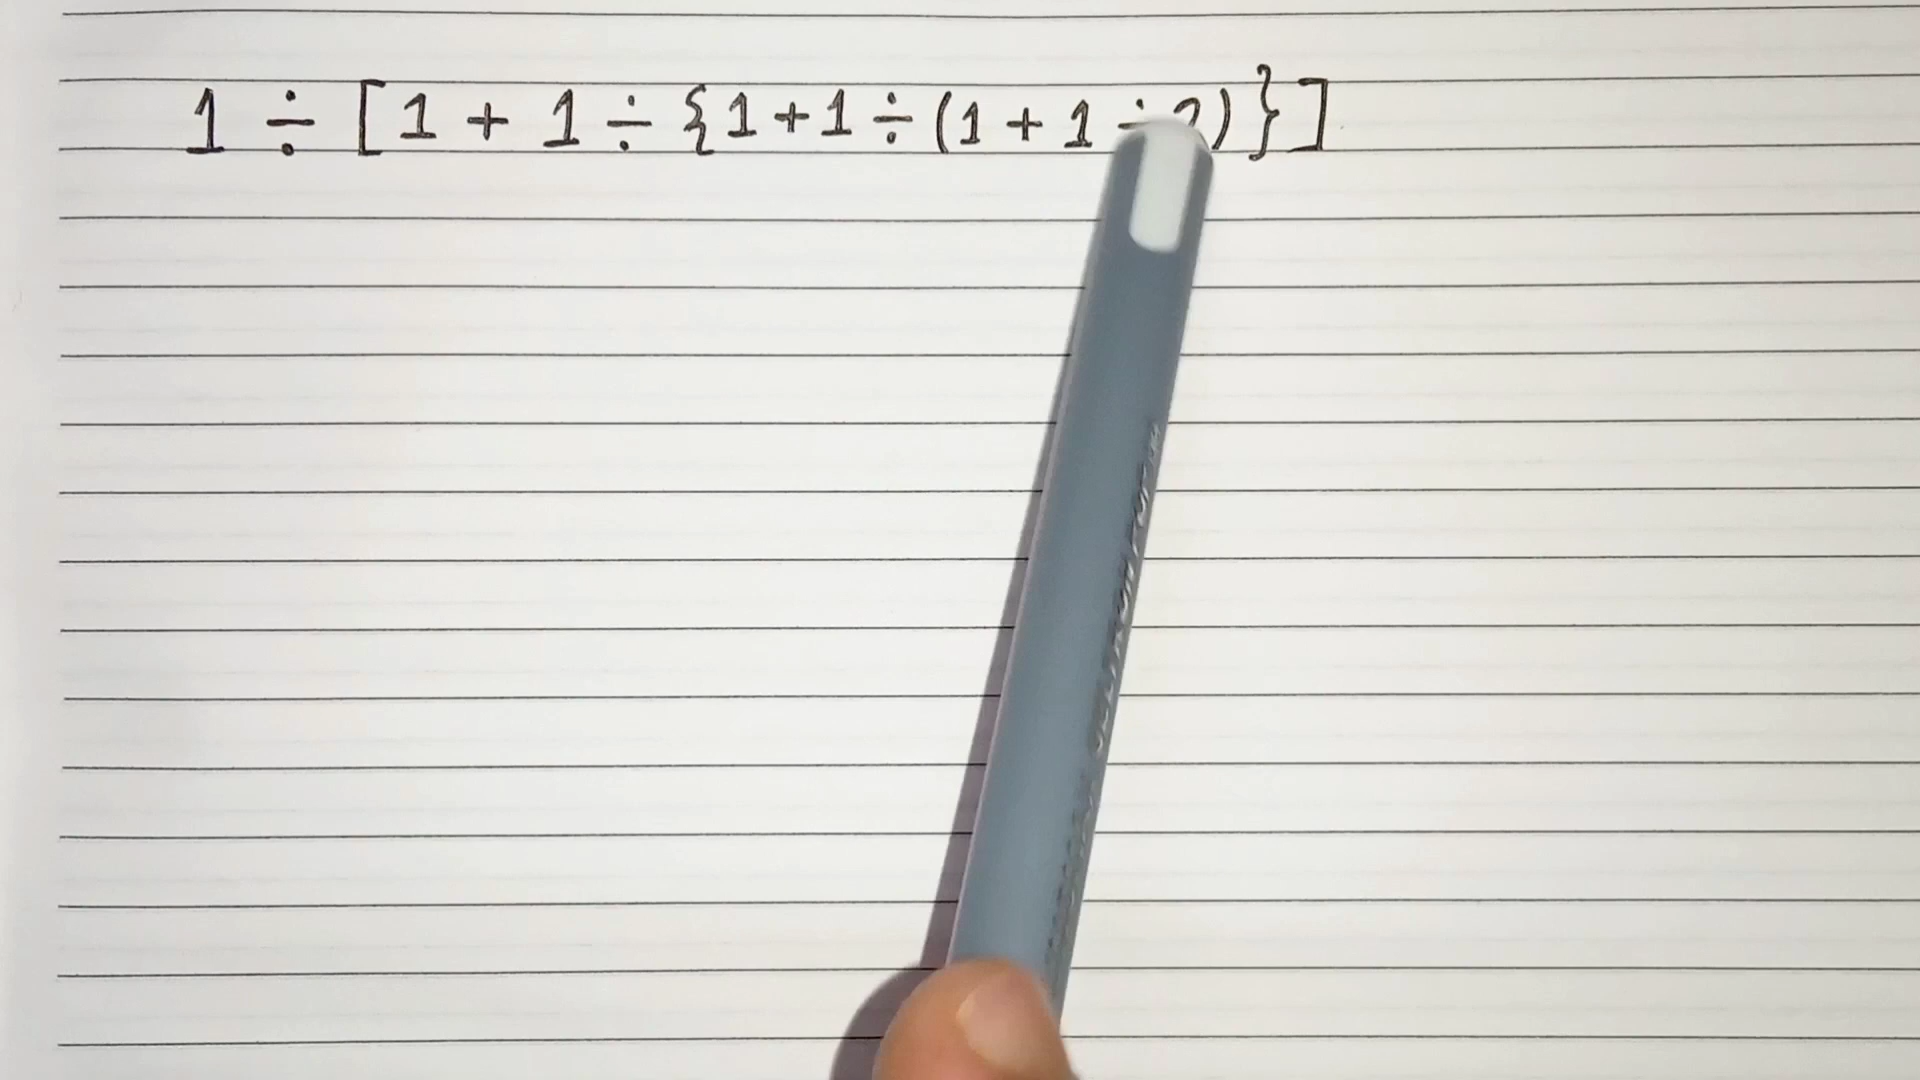 1 ÷ [ 1 + 1 ÷ { 1 + 1 ÷ ( 1 + 1 ÷ ) } ]